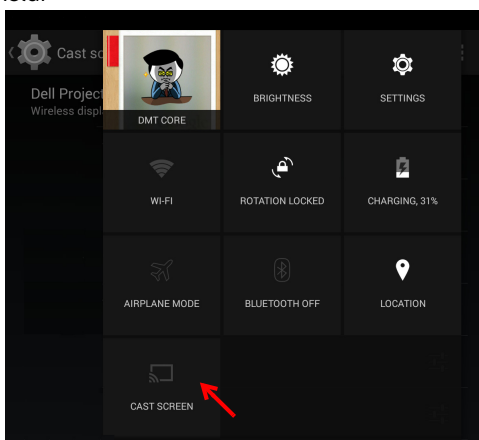 Cast sc
Dell Project
Wireless displ
DMT CORE
BRIGHTNESS
SETTINGS
WI-FI
ROTATION LOCKED
CHARGING, 31%
AIRPLANE MODE
BLUETOOTH OFF
LOCATION
CAST SCREEN